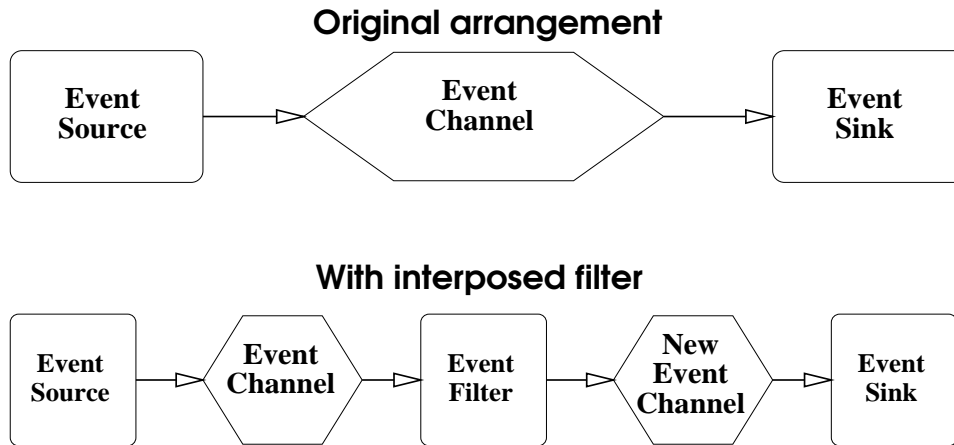 Original arrangement
Event
Source
Event
Channel
Event
Sink
With interposed filter
Event
Source
Event
Channel
Event
Filter
New
Event
Channel
Event
Sink